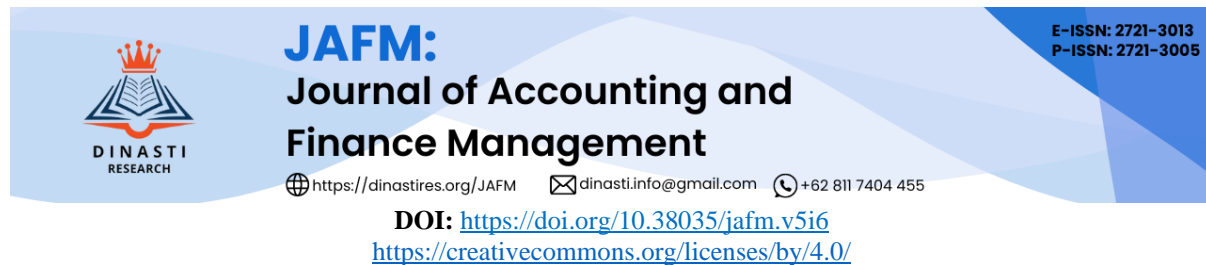 JAFM:
Journal of Accounting and
Finance Management
E-ISSN: 2721-3013
P-ISSN: 2721-3005
DINASTI
RESEARCH
https://dinastires.org/JAFM dinasti.info@gmail.com +62 811 7404 455
DOI: https://doi.org/10.38035/jafm.v5i6
https://creativecommons.org/licenses/by/4.0/